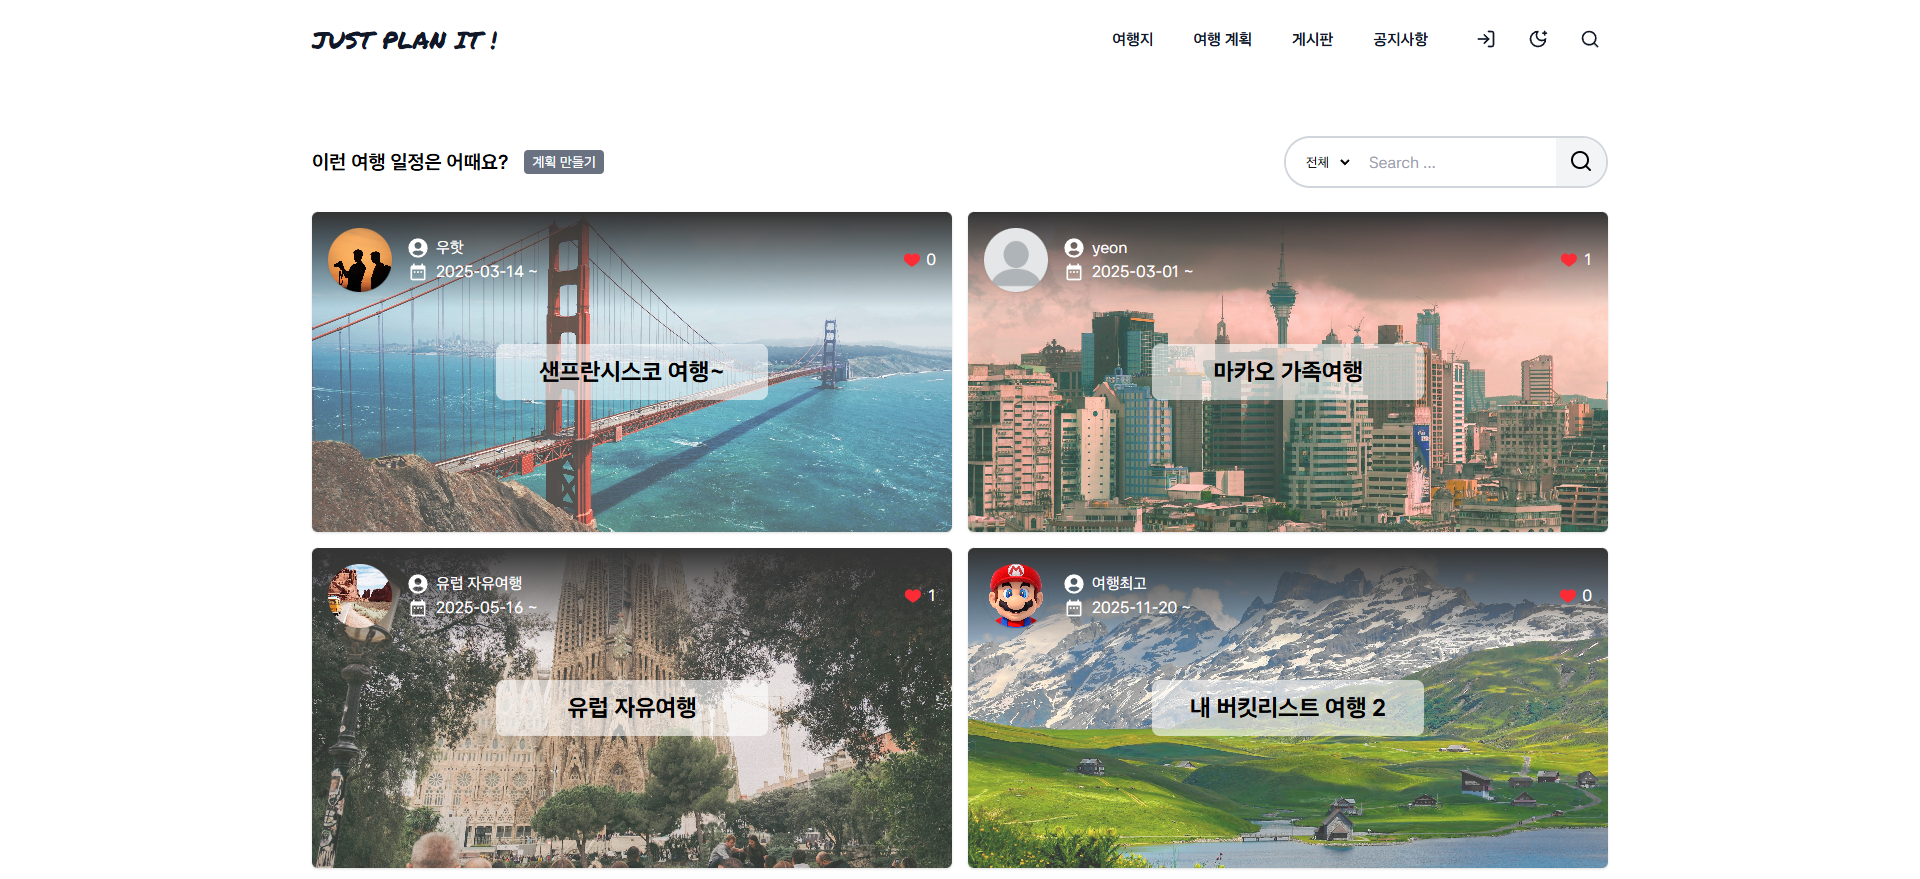 JUST PLAN IT !
여행지 여행 계획 게시판 공지사항
이런 여행 일정은 어때요? 계획 만들기
전체 Search ...
우핫
2025-03-14 ~
0
샌프란시스코 여행~
yeon
2025-03-01 ~
1
마카오 가족여행
유럽 자유여행
2025-05-16 ~
1
유럽 자유여행
여행최고
2025-11-20 ~
0
내 버킷리스트 여행 2